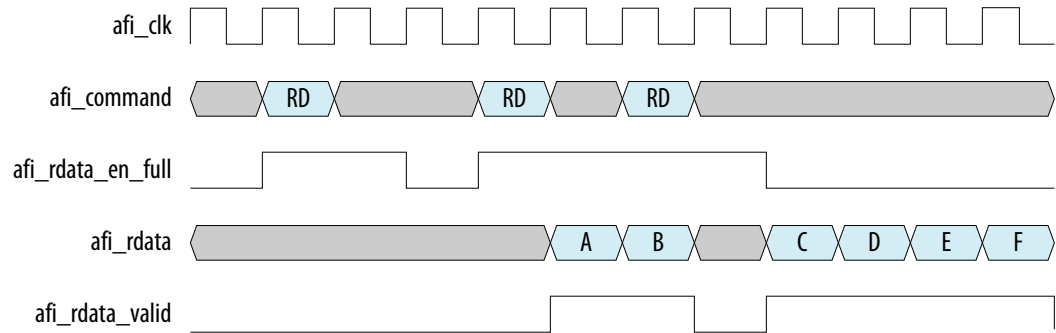 afi_clk
afi_command RD RD RD
afi_rdata_en_full
afi_rdata A B C D E F
afi_rdata_valid